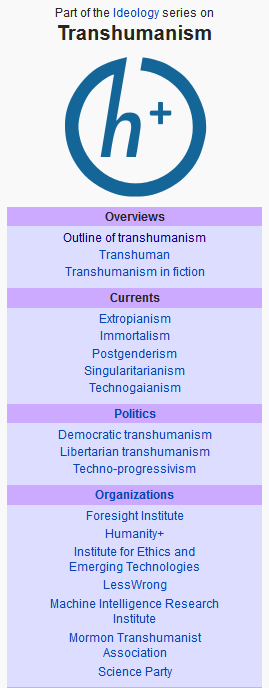 Part of the Ideology series on
Transhumanism
h+
Overviews
Outline of transhumanism
Transhuman
Transhumanism in fiction
Currents
Extropianism
Immortalism
Postgenderism
Singularitarianism
Technogaianism
Politics
Democratic transhumanism
Libertarian transhumanism
Techno-progressivism
Organizations
Foresight Institute
Humanity+
Institute for Ethics and
Emerging Technologies
LessWrong
Machine Intelligence Research
Institute
Mormon Transhumanist
Association
Science Party